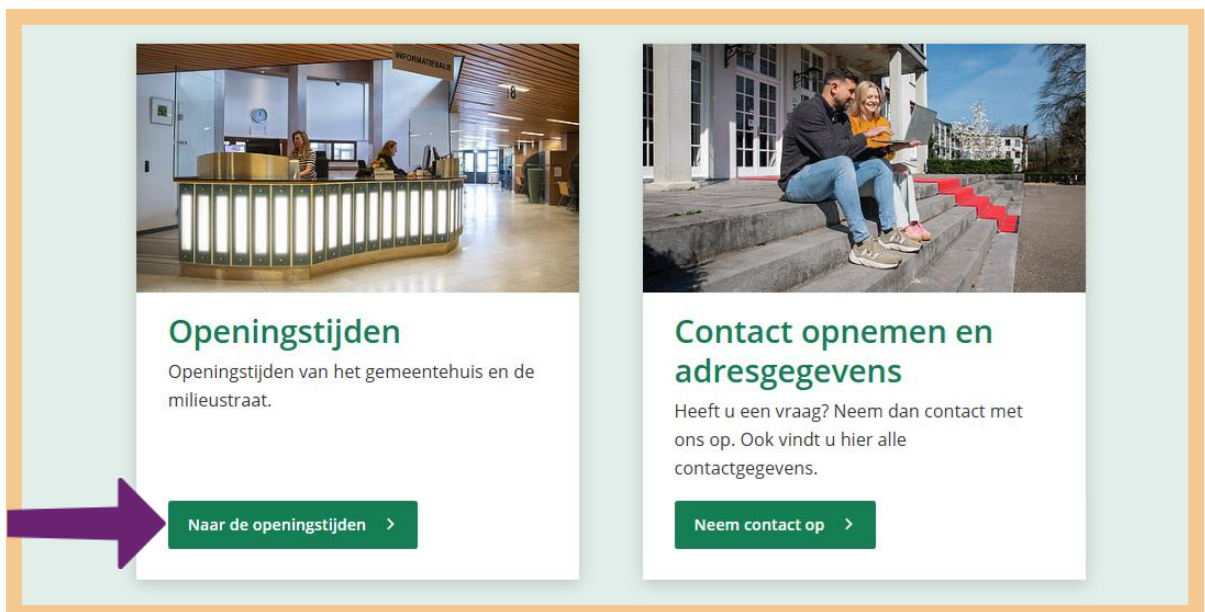 INFORMATIEBALIE
Openingstijden
Openingstijden van het gemeentehuis en de
milieustraat.
Naar de openingstijden
Contact opnemen en
adresgegevens
Heeft u een vraag? Neem dan contact met
ons op. Ook vindt u hier alle
contactgegevens.
Neem contact op